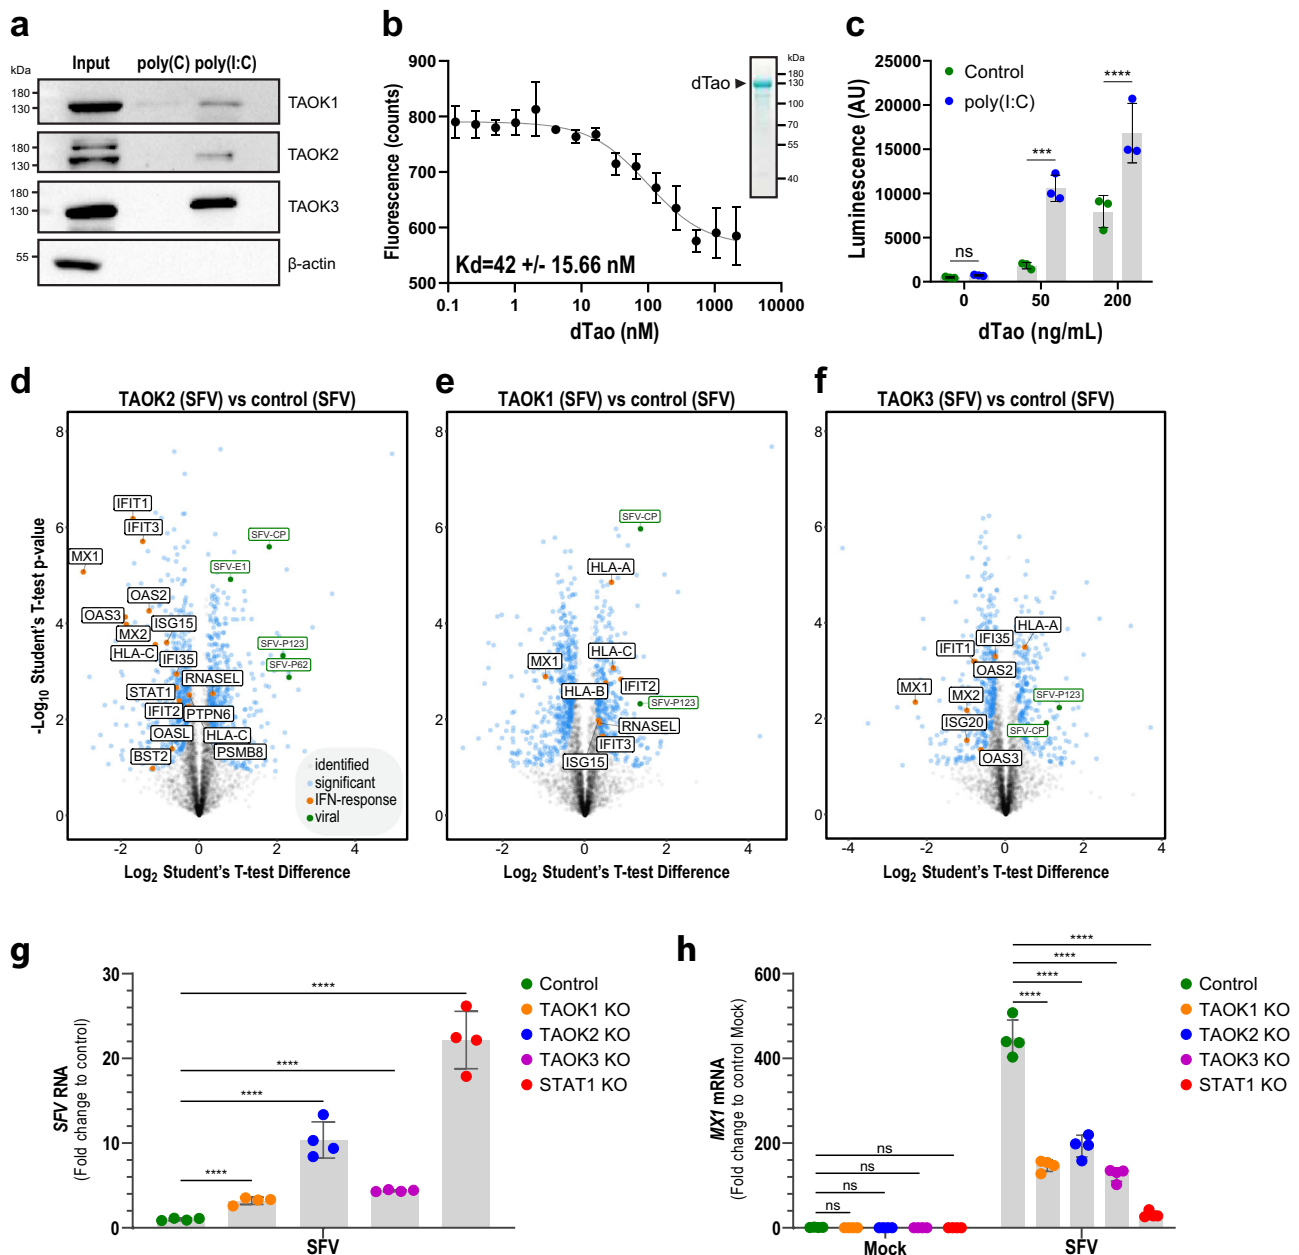 a
Input poly(C) poly(I:C)
kDa
180
130
TAOK1
180
130
TAOK2
180
130
TAOK3
55
β-actin
b
Fluorescence (counts)
900
800
700
600
500
0.1 1 10 100 1000 10000
dTao (nM)
Kd=42 +/- 15.66 nM
dTao
kDa
180
130
100
70
55
40
c
Luminescence (AU)
25000
20000
15000
10000
5000
0
Control
poly(I:C)
ns
***
****
0 50 200
dTao (ng/mL)
d
TAOK2 (SFV) vs control (SFV)
-Log10 Student's T-test p-value
8
6
4
2
0
IFIT1
IFIT3
MX1
SFV-CP
SFV-E1
OAS2
OAS3
ISG15
MX2
HLA-C
SFV-P123
IFI35
SFV-P62
RNASEL
STAT1
IFIT2
PTPN6
OASL
HLA-C
BST2
PSMB8
identified
significant
IFN-response
viral
-2 0 2 4
Log2 Student's T-test Difference
e
TAOK1 (SFV) vs control (SFV)
SFV-CP
HLA-A
HLA-C
MX1
HLA-B
IFIT2
SFV-P123
RNASEL
IFIT3
ISG15
-2 0 2 4
Log2 Student's T-test Difference
f
TAOK3 (SFV) vs control (SFV)
8
6
4
2
0
HLA-A
IFI35
IFIT1
OAS2
MX1
MX2
SFV-P123
ISG20
SFV-CP
OAS3
-4 -2 0 2 4
Log2 Student's T-test Difference
g
SFV RNA
(Fold change to control)
30
20
10
0
****
****
****
****
SFV
Control
TAOK1 KO
TAOK2 KO
TAOK3 KO
STAT1 KO
h
MX1 mRNA
(Fold change to control Mock)
600
400
200
0
ns
ns
ns
ns
****
****
****
****
Mock SFV
Control
TAOK1 KO
TAOK2 KO
TAOK3 KO
STAT1 KO